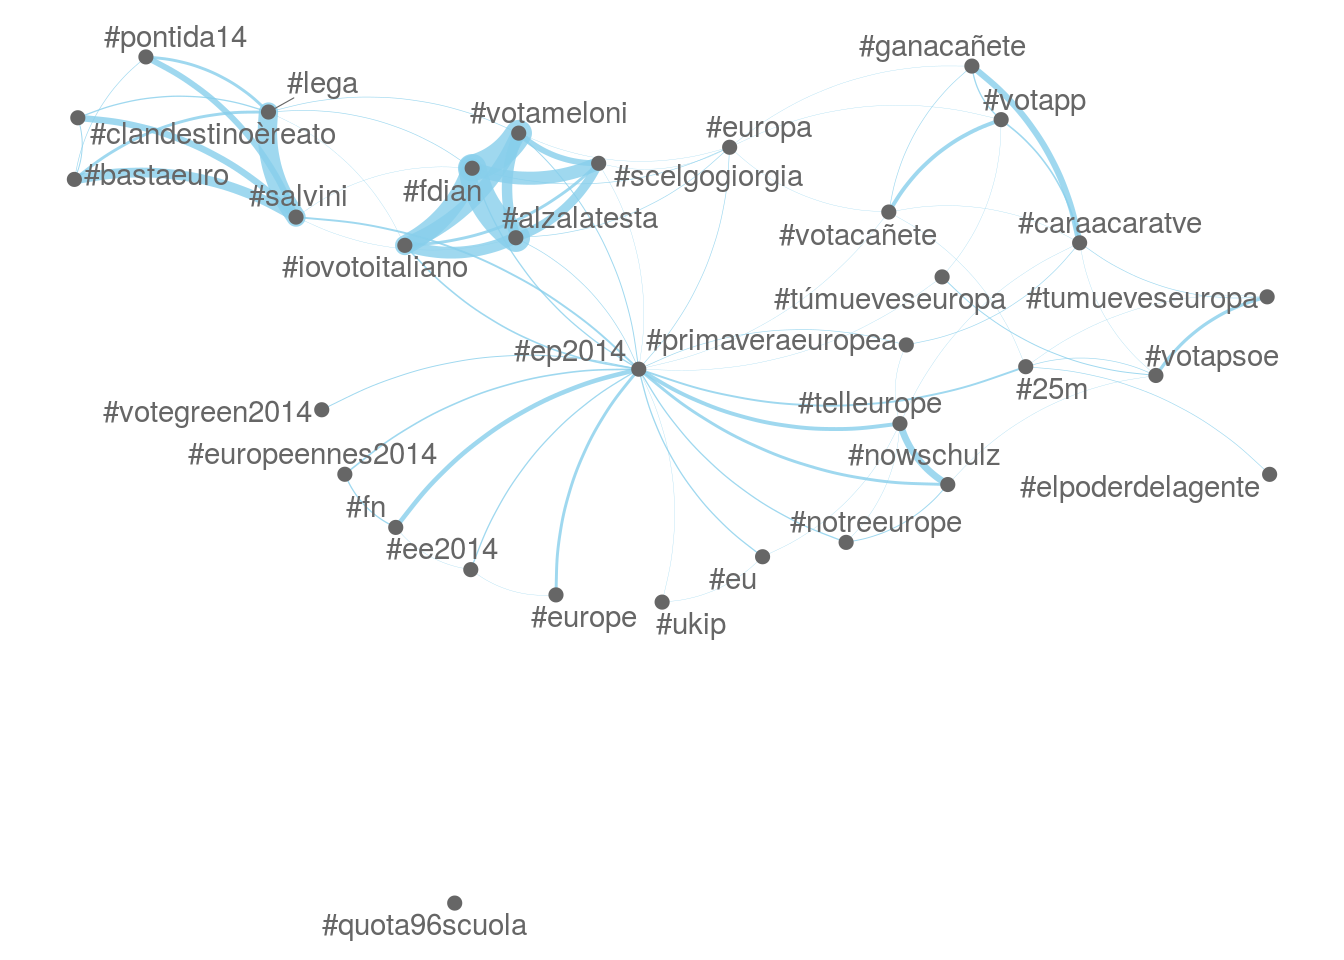 #pontida14
#ganacañete
#lega
#votapp
#votameloni
#europa
#clandestinoèreato
#bastaeuro
#scelgogiorgia
#fdian
#salvini
#alzalatesta
#caraacaratve
#votacañete
#iovotoitaliano
#túmueveseuropa
#tumueveseuropa
#primaveraeuropea
#ep2014
#votapsoe
#25m
#telleurope
#votegreen2014
#europeennes2014
#nowschulz
#elpoderdelagente
#fn
#notreeurope
#ee2014
#eu
#europe
#ukip
#quota96scuola